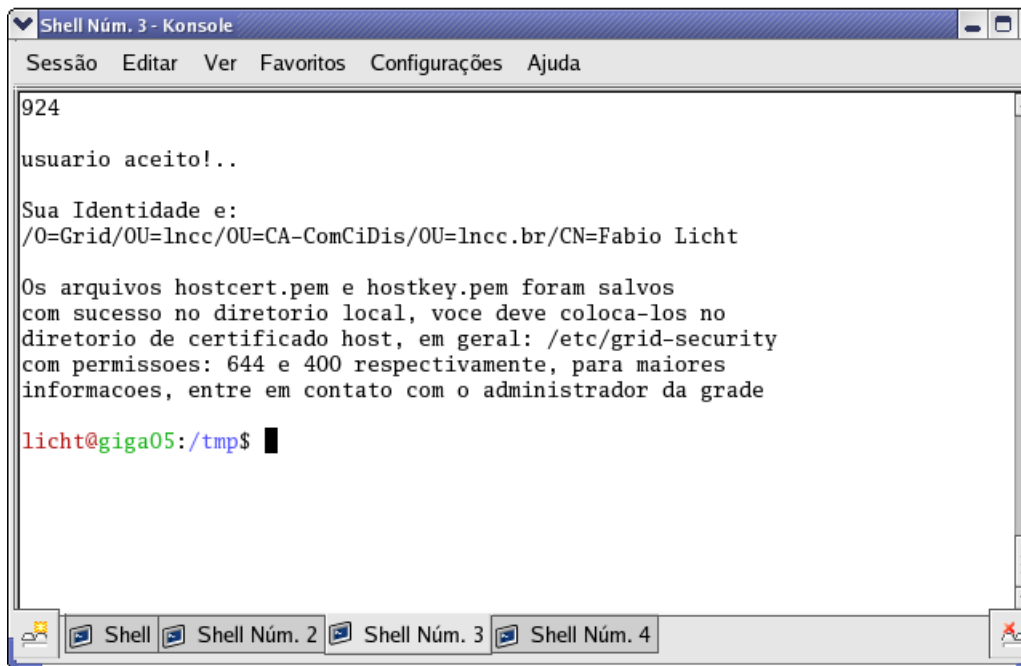 Shell Núm. 3 - Konsole
Sessão Editar Ver Favoritos Configurações Ajuda
924
usuario aceito!..
Sua Identidade e:
/O=Grid/OU=lncc/OU=CA-ComCiDis/OU=lncc.br/CN=Fabio Licht
Os arquivos hostcert.pem e hostkey.pem foram salvos
com sucesso no diretorio local, voce deve coloca-los no
diretorio de certificado host, em geral: /etc/grid-security
com permissoes: 644 e 400 respectivamente, para maiores
informacoes, entre em contato com o administrador da grade
licht@giga05:/tmp$
Shell Shell Núm. 2 Shell Núm. 3 Shell Núm. 4